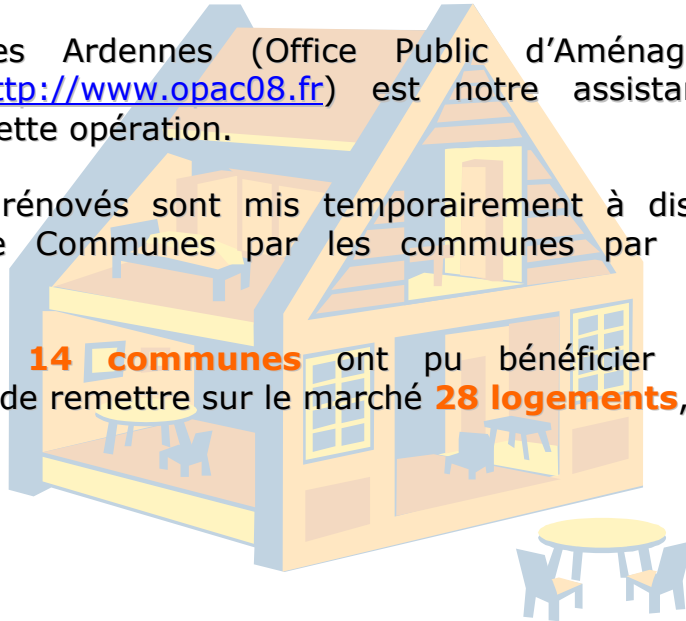 es Ardennes (Office Public d’Aménag
ttp://www.opac08.fr) est notre assista
ette opération.
rénovés sont mis temporairement à dis
e Communes par les communes par
14 communes ont pu bénéficier
de remettre sur le marché 28 logements,